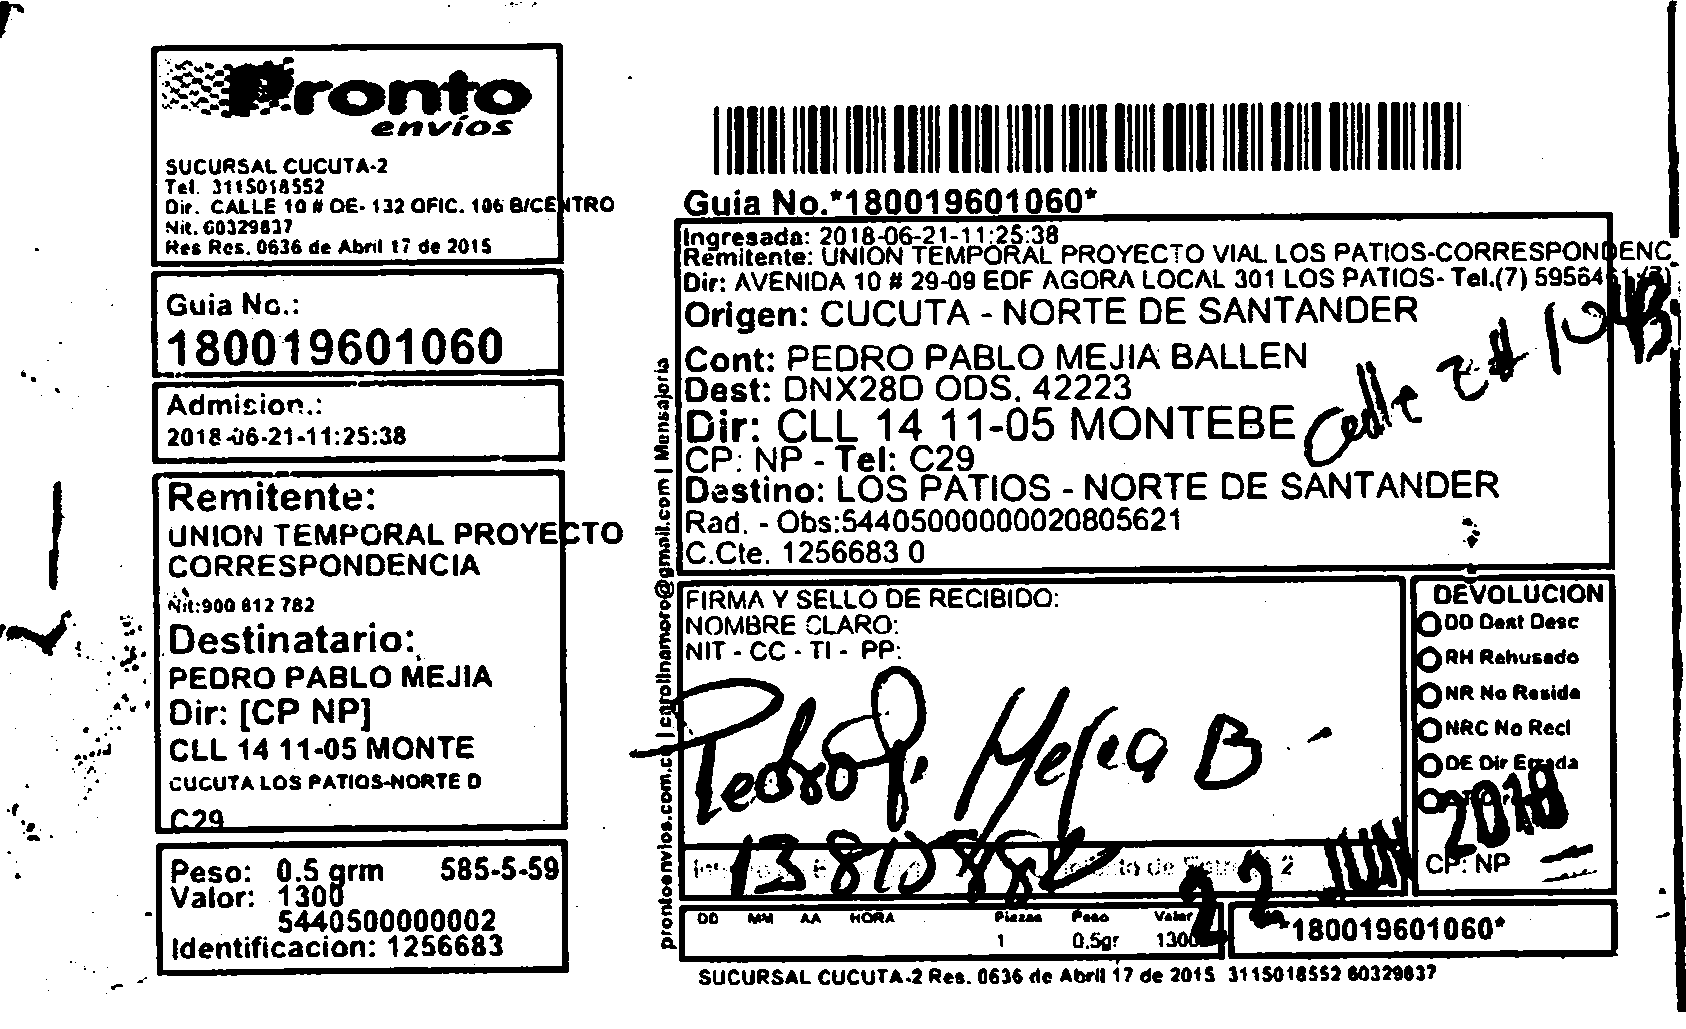 Pronto
envíos
SUCURSAL CUCUTA-2
Tel. 3115018552
Dir. CALLE 10 # OE- 132 OFIC. 106 B/CENTRO
Nit. 60329837
Res Res. 0636 de Abril 17 de 2015
Guia No.:
180019601060
Admision.:
2018-06-21-11:25:38
Remitente:
UNION TEMPORAL PROYECTO
CORRESPONDENCIA
Nit:900 812 782
Destinatario:
PEDRO PABLO MEJIA
Dir: [CP NP]
CLL 14 11-05 MONTE
CUCUTA LOS PATIOS-NORTE D
C29
Peso: 0.5 grm 585-5-59
Valor: 1300
5440500000002
Identificacion: 1256683
prontoenvios.com.co | carolinamoro@gmail.com | Mensajoria
Guia No.*180019601060*
Ingresada: 2018-06-21-11:25:38
Remitente: UNION TEMPORAL PROYECTO VIAL LOS PATIOS-CORRESPONDENC
Dir: AVENIDA 10 # 29-09 EDF AGORA LOCAL 301 LOS PATIOS- Tel.(7)
Origen: CUCUTA - NORTE DE SANTANDER
Cont: PEDRO PABLO MEJIA BALLEN
Dest: DNX28D ODS. 42223
Dir: CLL 14 11-05 MONTEBE
Calle 2 #
CP: NP - Tel: C29
Destino: LOS PATIOS - NORTE DE SANTANDER
Rad. - Obs:54405000000020805621
C.Cte. 1256683 0
FIRMA Y SELLO DE RECIBIDO:
NOMBRE CLARO:
NIT - CC - TI - PP:
Pedro P. Mejia B
DEVOLUCION
DD Dest Desc
RH Rehusado
NR No Reside
NRC No Recl
DE Dir Errada
22 JUN 2018
CP: NP
DD MM AA HORA Piezas Peso Valor
1 0.5gr 1300
*180019601060*
SUCURSAL CUCUTA-2 Res. 0636 de Abril 17 de 2015 3115018552 60329837